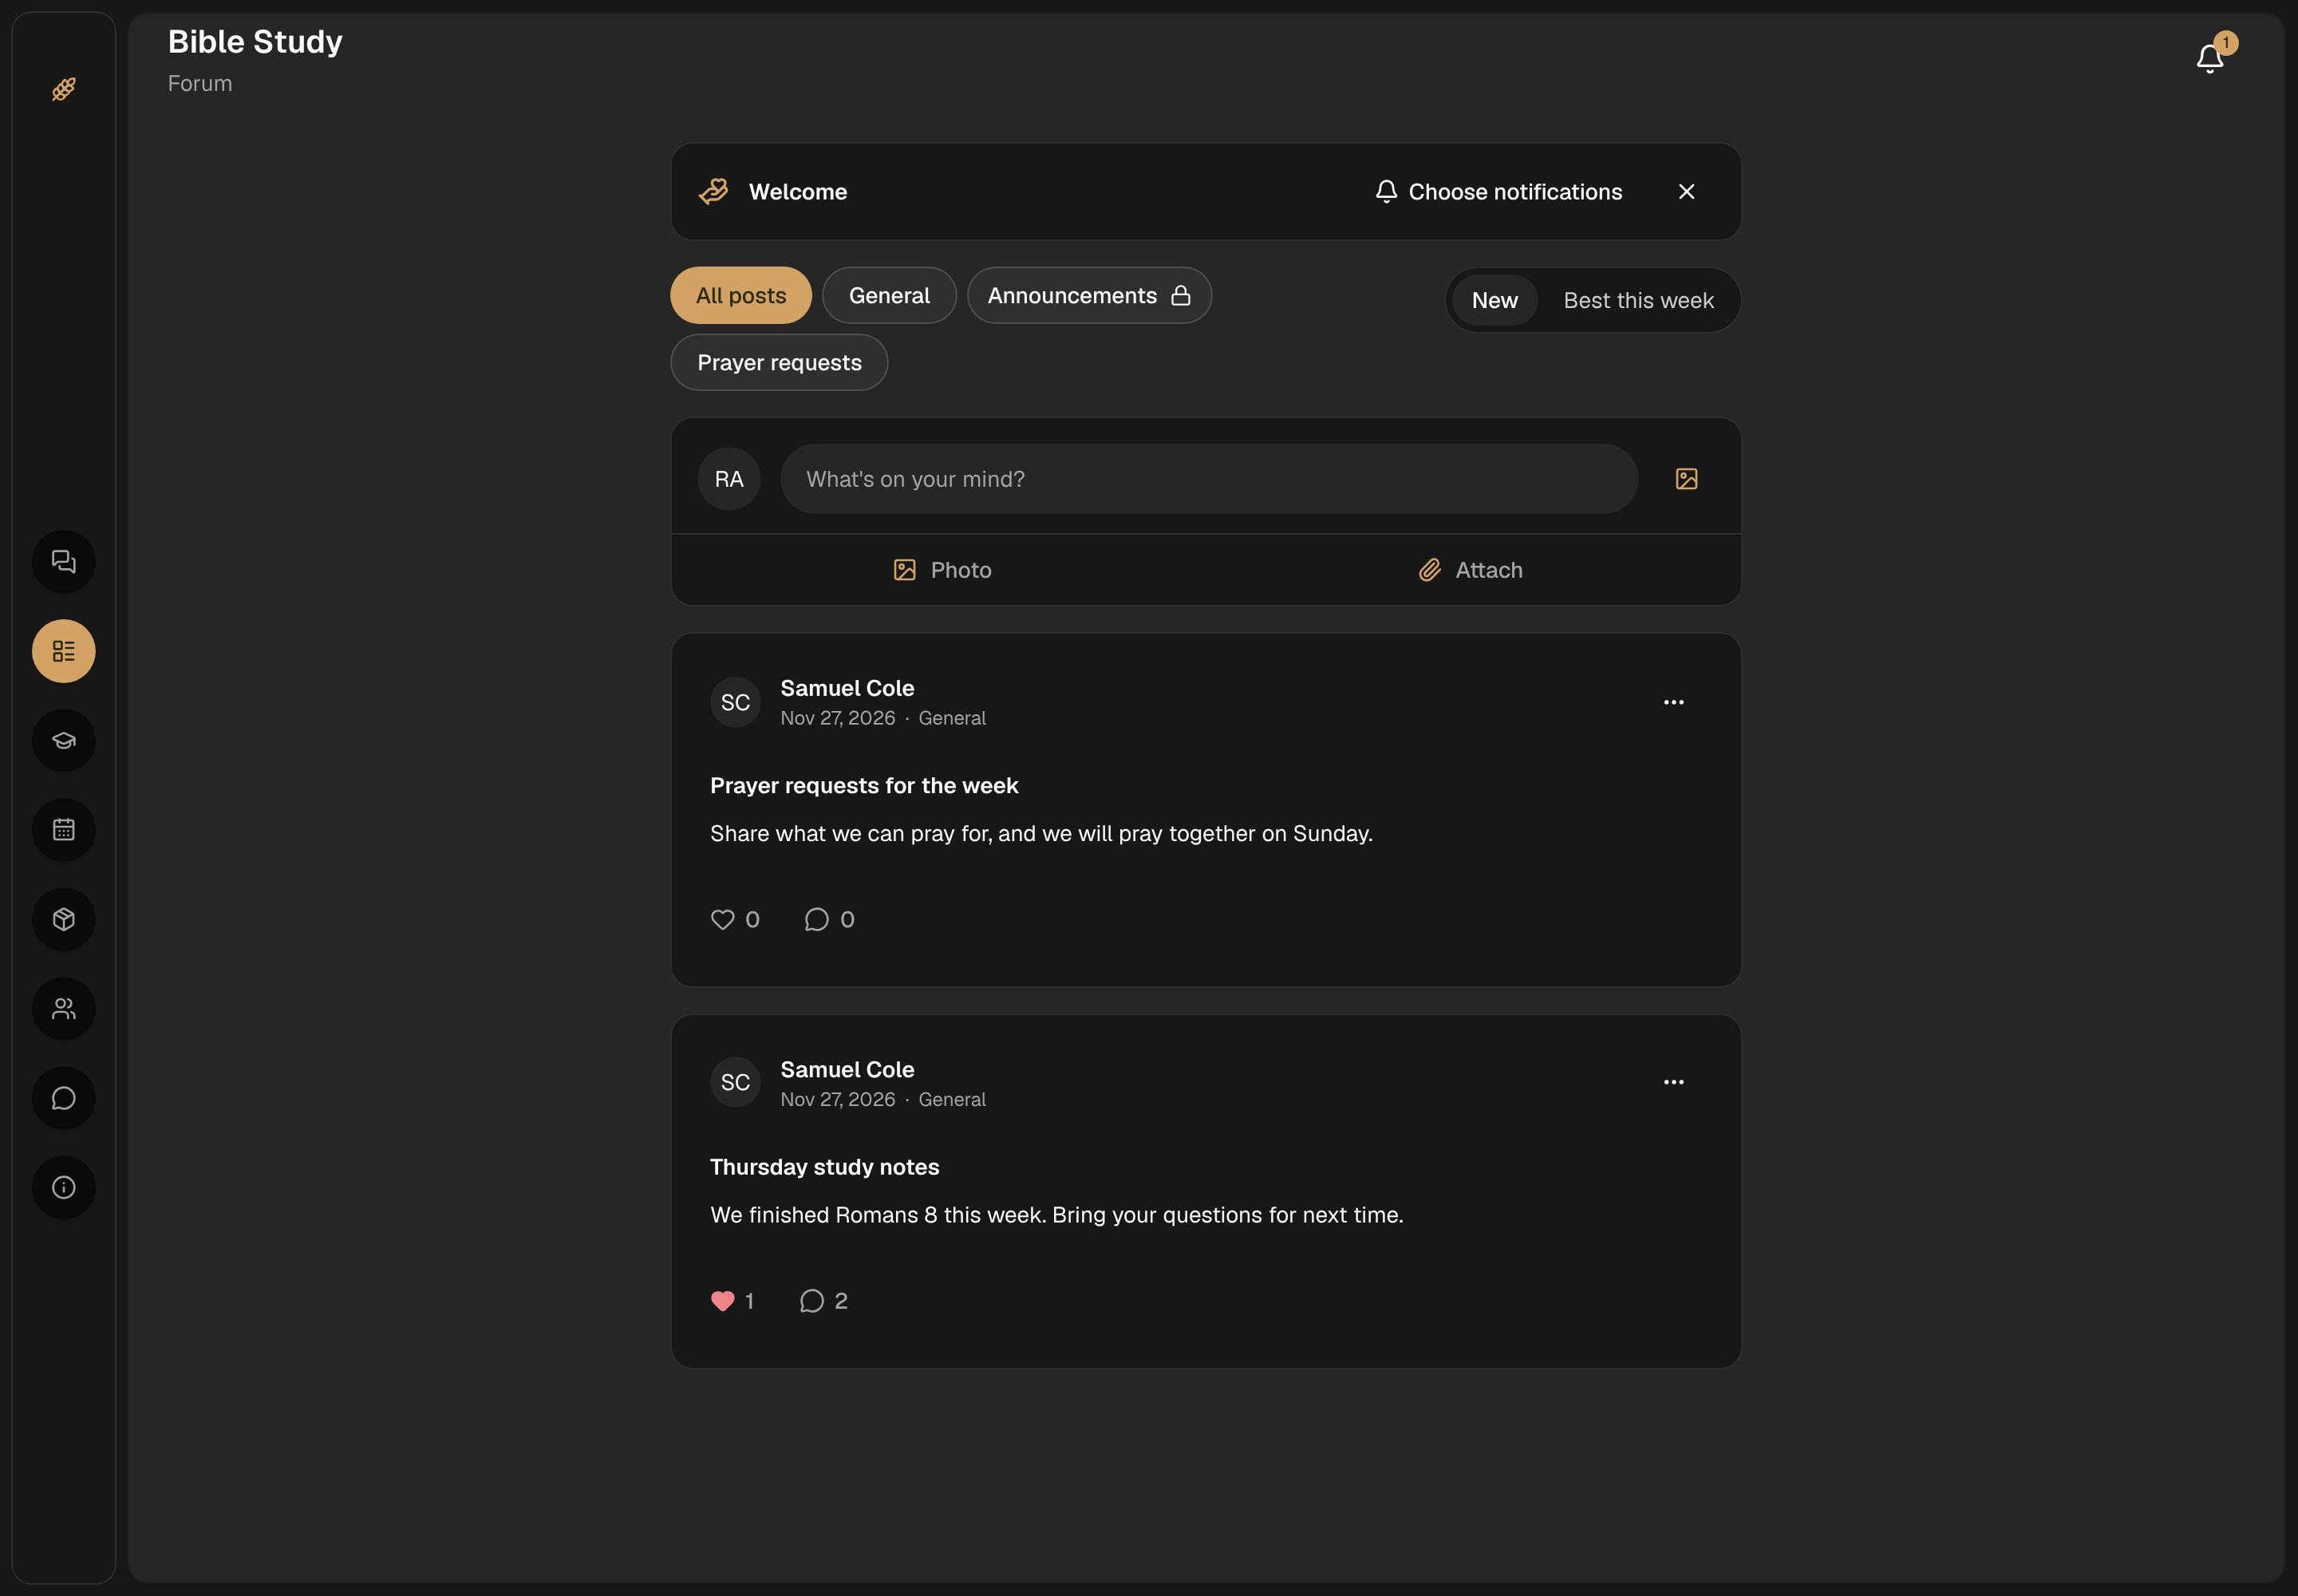 Bible Study
Forum
1
Welcome
Choose notifications
All posts
General
Announcements
New
Best this week
Prayer requests
RA
What's on your mind?
Photo
Attach
SC
Samuel Cole
Nov 27, 2026 · General
Prayer requests for the week
Share what we can pray for, and we will pray together on Sunday.
0
0
SC
Samuel Cole
Nov 27, 2026 · General
Thursday study notes
We finished Romans 8 this week. Bring your questions for next time.
1
2